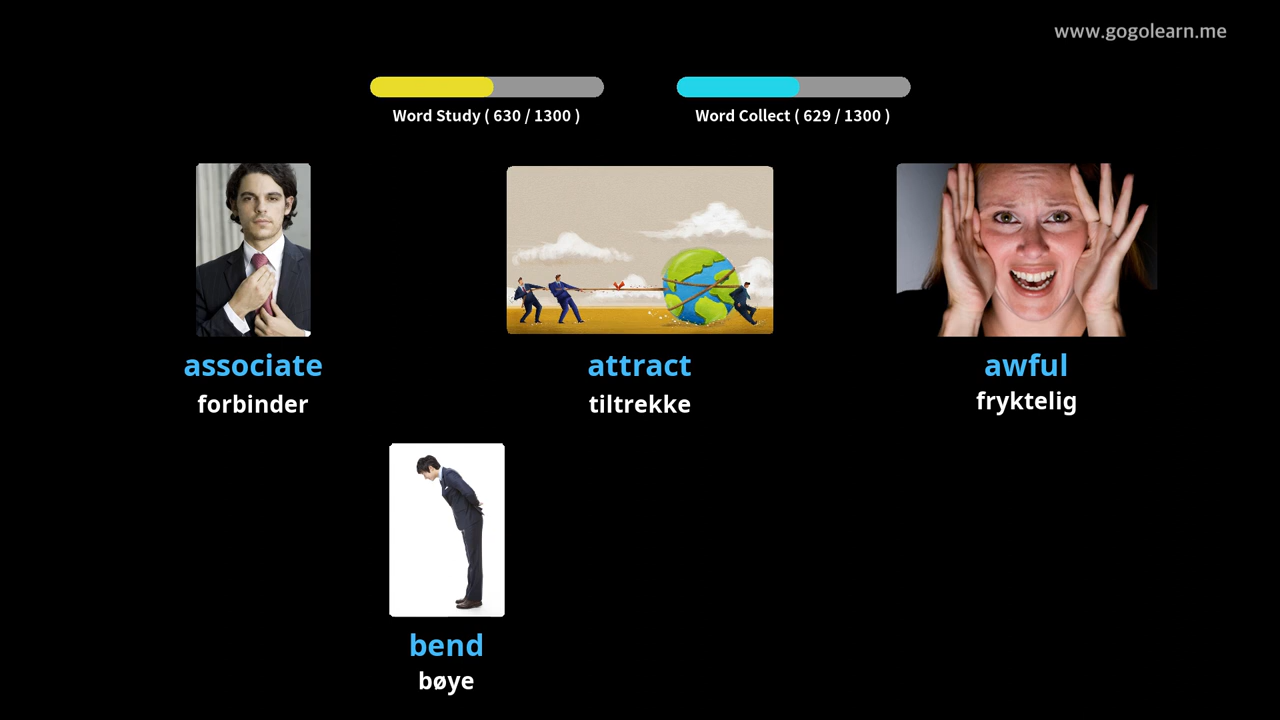 www.gogolearn.me
Word Study ( 630 / 1300 )
Word Collect ( 629 / 1300 )
associate
forbinder
attract
tiltrekke
awful
fryktelig
bend
bøye